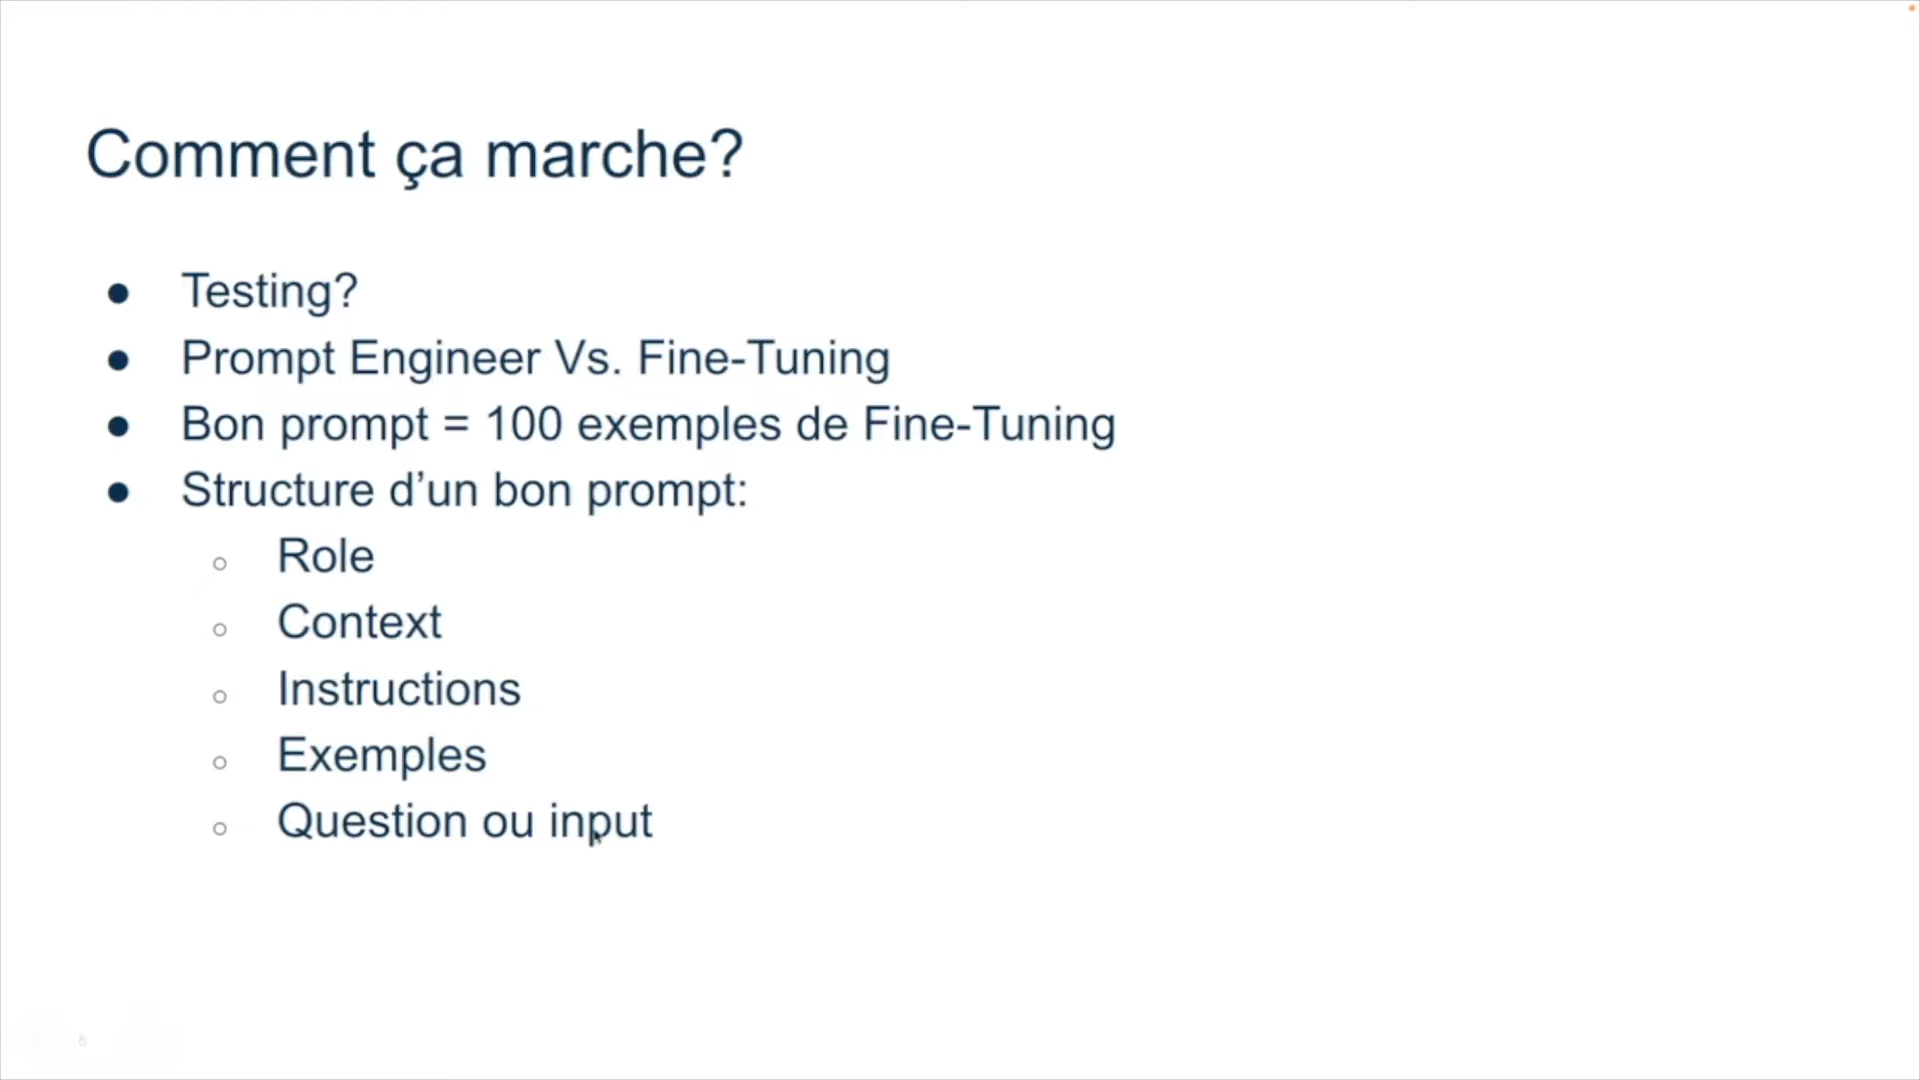 Comment ça marche?
Testing?
Prompt Engineer Vs. Fine-Tuning
Bon prompt = 100 exemples de Fine-Tuning
Structure d’un bon prompt:
Role
Context
Instructions
Exemples
Question ou input